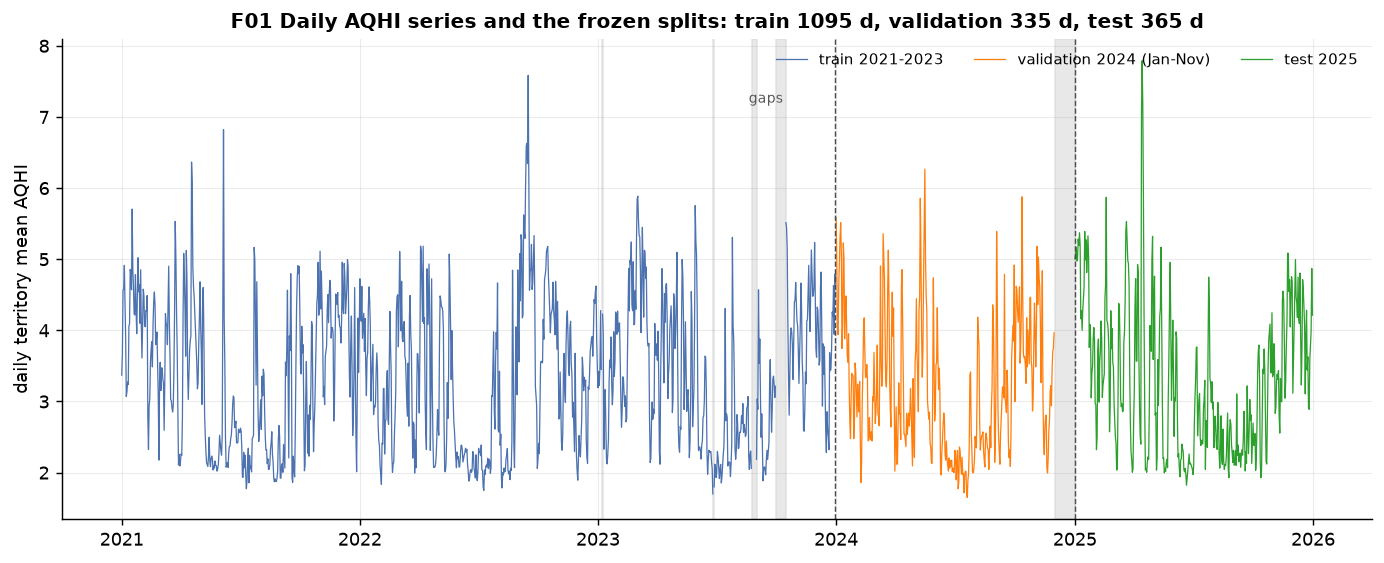 F01 Daily AQHI series and the frozen splits: train 1095 d, validation 335 d, test 365 d
daily territory mean AQHI
8
7
6
5
4
3
2
train 2021-2023
validation 2024 (Jan-Nov)
test 2025
gaps
2021
2022
2023
2024
2025
2026